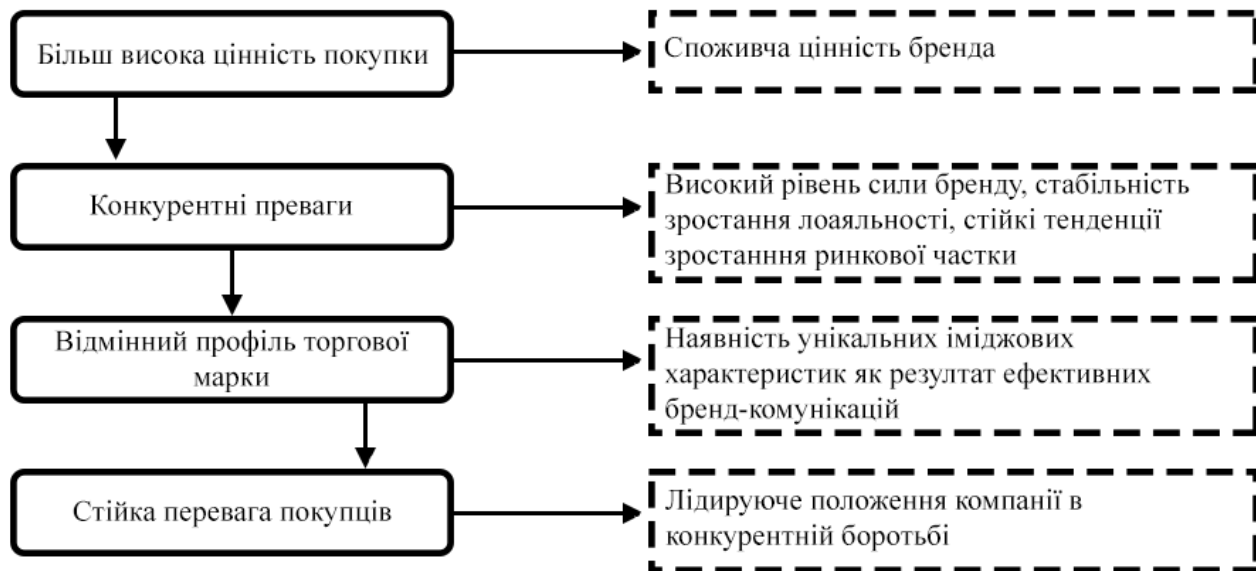 Більш висока цінність покупки
Споживча цінність бренда
Конкурентні преваги
Високий рівень сили бренду, стабільність
зростання лоаяльності, стійкі тенденції
зростанння ринкової частки
Відмінний профіль торгової
марки
Наявність унікальних іміджових
характеристик як результат ефективних
бренд-комунікацій
Стійка перевага покупців
Лідируюче положення компанії в
конкурентній боротьбі